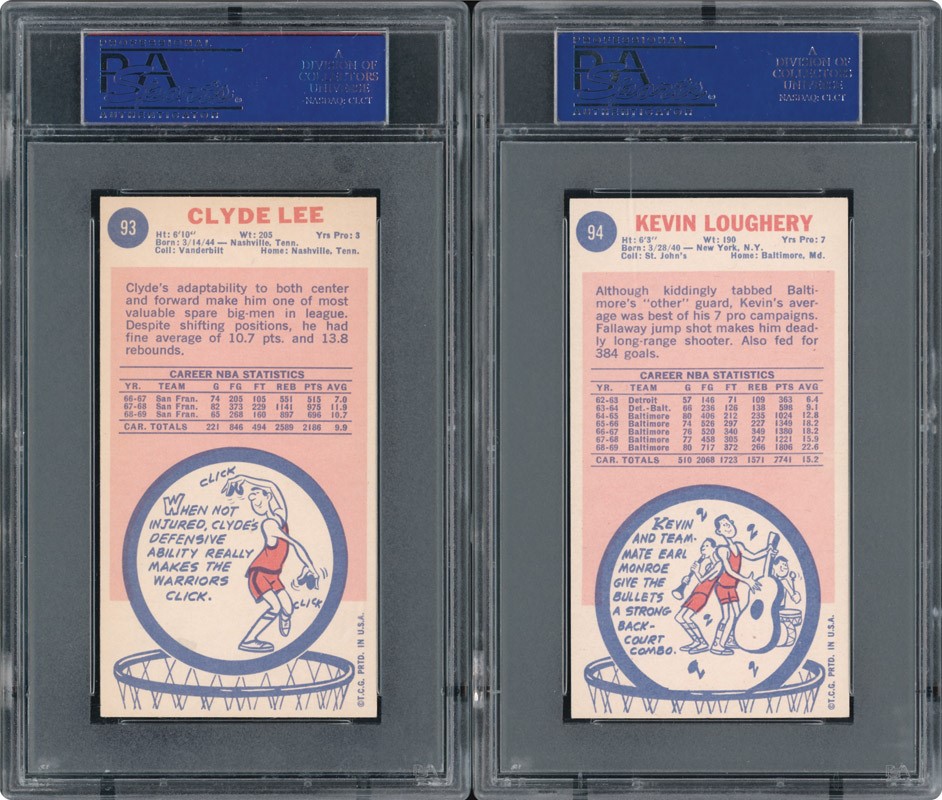 PROFESSIONAL
PSA
Sports
AUTHENTICATOR
A
DIVISION OF
COLLECTORS
UNIVERSE
NASDAQ: CLCT
93
CLYDE LEE
Ht: 6'10" Wt: 205 Yrs Pro: 3
Born: 3/14/44 — Nashville, Tenn.
Coll: Vanderbilt Home: Nashville, Tenn.
Clyde's adaptability to both center
and forward make him one of most
valuable spare big-men in league.
Despite shifting positions, he had
fine average of 10.7 pts. and 13.8
rebounds.
CAREER NBA STATISTICS
YR. TEAM G FG FT REB PTS AVG
66-67 San Fran. 74 205 105 551 515 7.0
67-68 San Fran. 82 373 229 1141 975 11.9
68-69 San Fran. 65 268 160 897 696 10.7
CAR. TOTALS 221 846 494 2589 2186 9.9
CLICK
WHEN NOT
INJURED, CLYDE'S
DEFENSIVE
ABILITY REALLY
MAKES THE
WARRIORS
CLICK.
CLICK
©T.C.G. PRTD. IN U.S.A.
PROFESSIONAL
PSA
Sports
AUTHENTICATOR
A
DIVISION OF
COLLECTORS
UNIVERSE
NASDAQ: CLCT
94
KEVIN LOUGHERY
Ht: 6'3" Wt: 190 Yrs Pro: 7
Born: 3/28/40 — New York, N.Y.
Coll: St. John's Home: Baltimore, Md.
Although kiddingly tabbed Balti-
more's "other" guard, Kevin's aver-
age was best of his 7 pro campaigns.
Fallaway jump shot makes him dead-
ly long-range shooter. Also fed for
384 goals.
CAREER NBA STATISTICS
YR. TEAM G FG FT REB PTS AVG
62-63 Detroit 57 146 71 109 363 6.4
63-64 Det.-Balt. 66 236 126 138 598 9.1
64-65 Baltimore 80 406 212 235 1024 12.8
65-66 Baltimore 74 526 297 227 1349 18.2
66-67 Baltimore 76 520 340 349 1380 18.2
67-68 Baltimore 77 458 305 247 1221 15.9
68-69 Baltimore 80 717 372 266 1806 22.6
CAR. TOTALS 510 2068 1723 1571 7741 15.2
KEVIN
AND TEAM-
MATE EARL
MONROE
GIVE THE
BULLETS
A STRONG
BACK-
COURT
COMBO.
©T.C.G. PRTD. IN U.S.A.